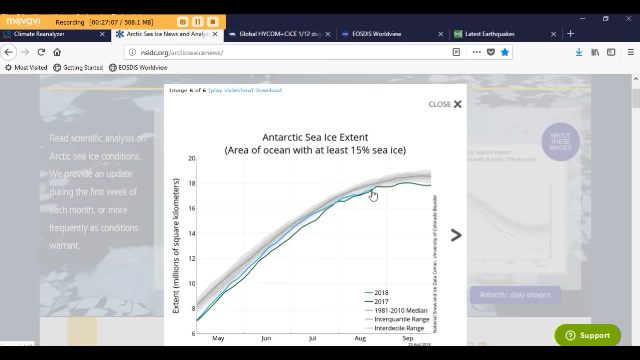 movavi
Recording 00:27:07 / 508.1 MB
Climate Reanalyzer
Arctic Sea Ice News and Analys
Global HYCOM+CICE 1/12 deg
EOSDIS Worldview
Latest Earthquakes
nsidc.org/arcticseaicenews/
Most Visited
Getting Started
EOSDIS Worldview
Image 6 of 6 (play slideshow) Download
CLOSE X
Read scientific analysis on
Arctic sea ice conditions.
We provide an update
during the first week of
each month, or more
frequently as conditions
warrant.
Antarctic Sea Ice Extent
(Area of ocean with at least 15% sea ice)
Extent (millions of square kilometers)
20
18
16
14
12
10
8
6
May
Jun
Jul
Aug
Sep
2018
2017
1981-2010 Median
Interquartile Range
Interdecile Range
National Snow and Ice Data Center, University of Colorado Boulder
ABOUT
THESE
IMAGES
Antarctic daily images
Support